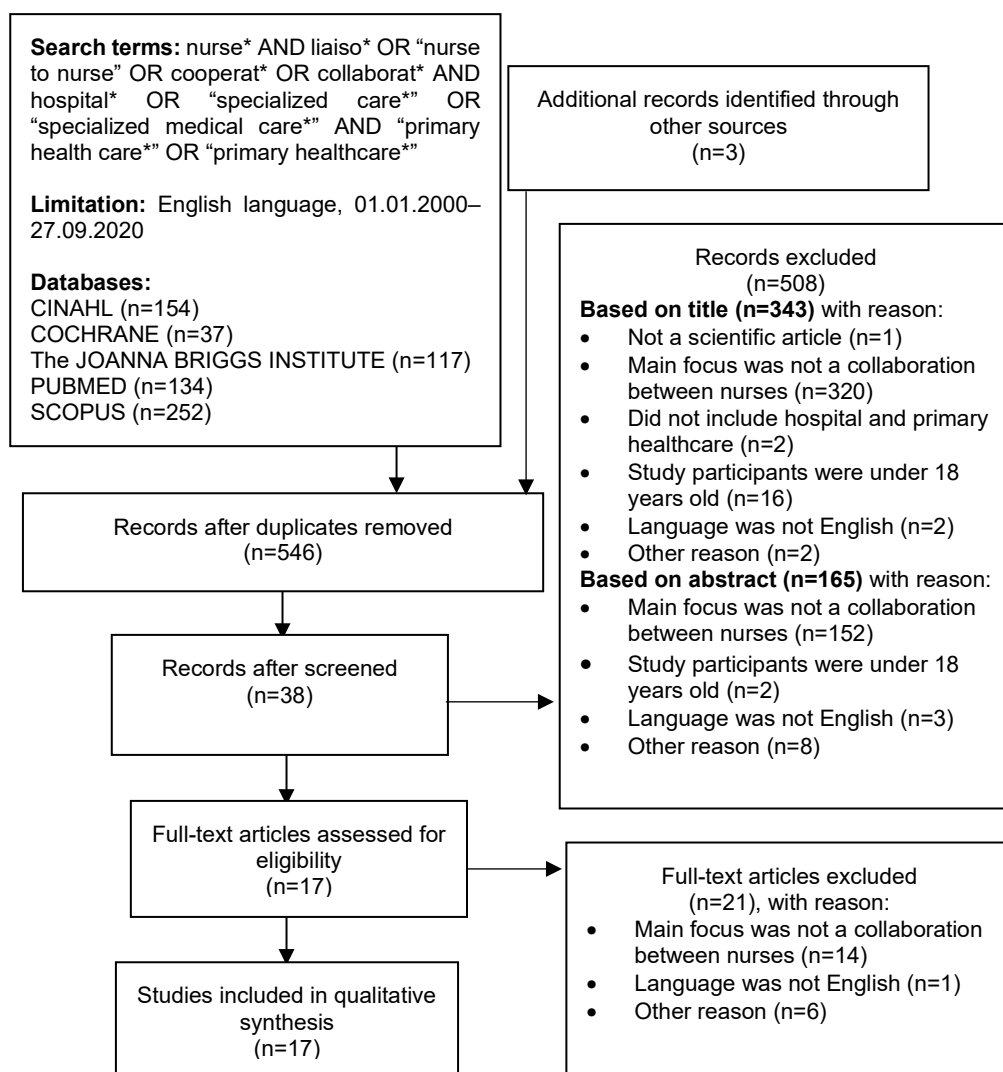 Search terms: nurse* AND liaiso* OR “nurse
to nurse” OR cooperat* OR collaborat* AND
hospital* OR “specialized care*” OR
“specialized medical care*” AND “primary
health care*” OR “primary healthcare*”
Limitation: English language, 01.01.2000–
27.09.2020
Databases:
CINAHL (n=154)
COCHRANE (n=37)
The JOANNA BRIGGS INSTITUTE (n=117)
PUBMED (n=134)
SCOPUS (n=252)
Additional records identified through
other sources
(n=3)
Records after duplicates removed
(n=546)
Records excluded
(n=508)
Based on title (n=343) with reason:
• Not a scientific article (n=1)
• Main focus was not a collaboration
between nurses (n=320)
• Did not include hospital and primary
healthcare (n=2)
• Study participants were under 18
years old (n=16)
• Language was not English (n=2)
• Other reason (n=2)
Based on abstract (n=165) with reason:
• Main focus was not a collaboration
between nurses (n=152)
• Study participants were under 18
years old (n=2)
• Language was not English (n=3)
• Other reason (n=8)
Records after screened
(n=38)
Full-text articles assessed for
eligibility
(n=17)
Full-text articles excluded
(n=21), with reason:
• Main focus was not a collaboration
between nurses (n=14)
• Language was not English (n=1)
• Other reason (n=6)
Studies included in qualitative
synthesis
(n=17)